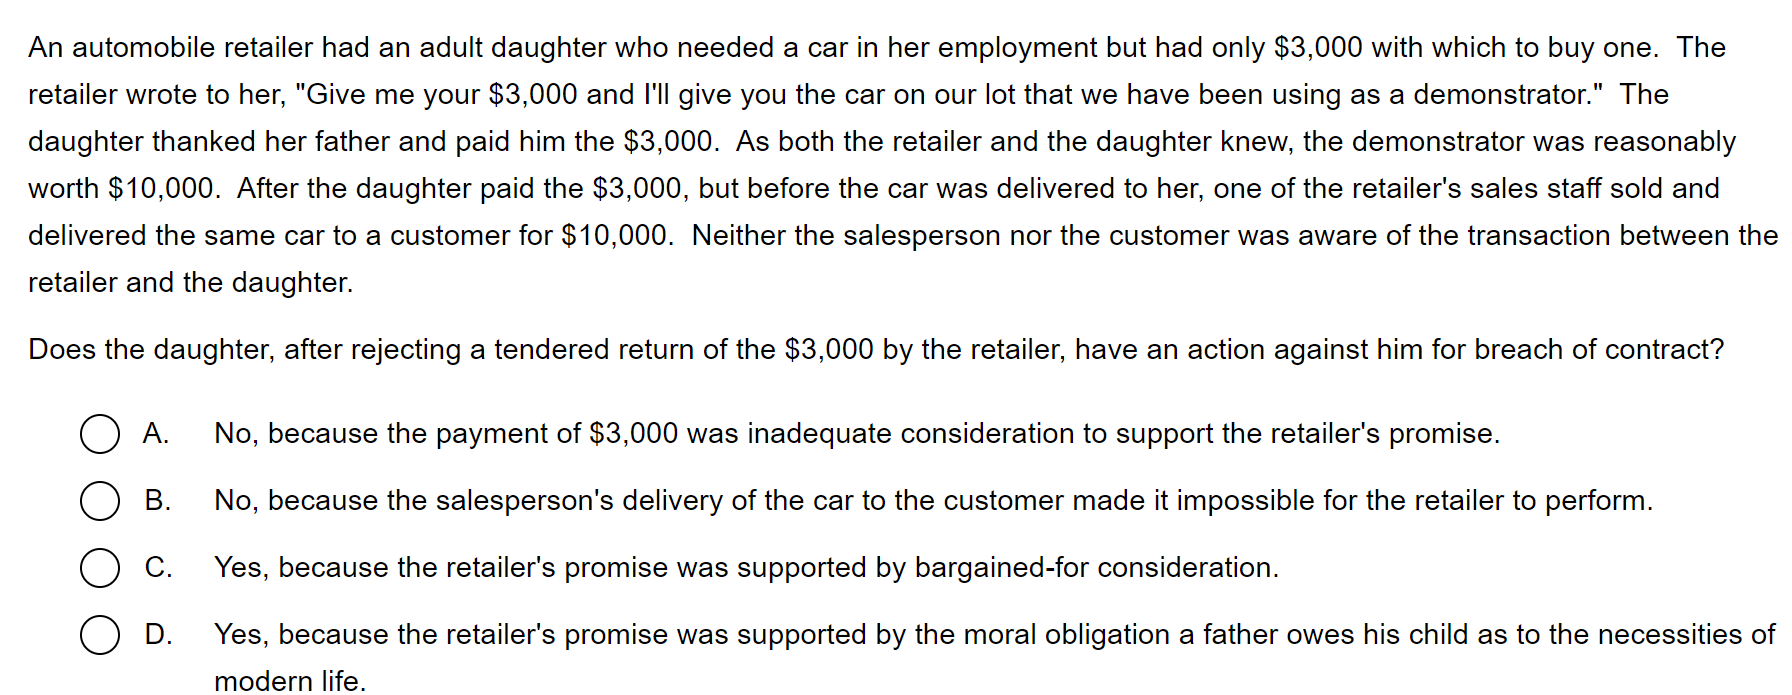 An automobile retailer had an adult daughter who needed a car in her employment but had only $3,000 with which to buy one.  The
retailer wrote to her, "Give me your $3,000 and I'll give you the car on our lot that we have been using as a demonstrator."  The
daughter thanked her father and paid him the $3,000.  As both the retailer and the daughter knew, the demonstrator was reasonably
worth $10,000.  After the daughter paid the $3,000, but before the car was delivered to her, one of the retailer's sales staff sold and
delivered the same car to a customer for $10,000.  Neither the salesperson nor the customer was aware of the transaction between the
retailer and the daughter.
Does the daughter, after rejecting a tendered return of the $3,000 by the retailer, have an action against him for breach of contract?
A. No, because the payment of $3,000 was inadequate consideration to support the retailer's promise.
B. No, because the salesperson's delivery of the car to the customer made it impossible for the retailer to perform.
C. Yes, because the retailer's promise was supported by bargained-for consideration.
D. Yes, because the retailer's promise was supported by the moral obligation a father owes his child as to the necessities of
modern life.